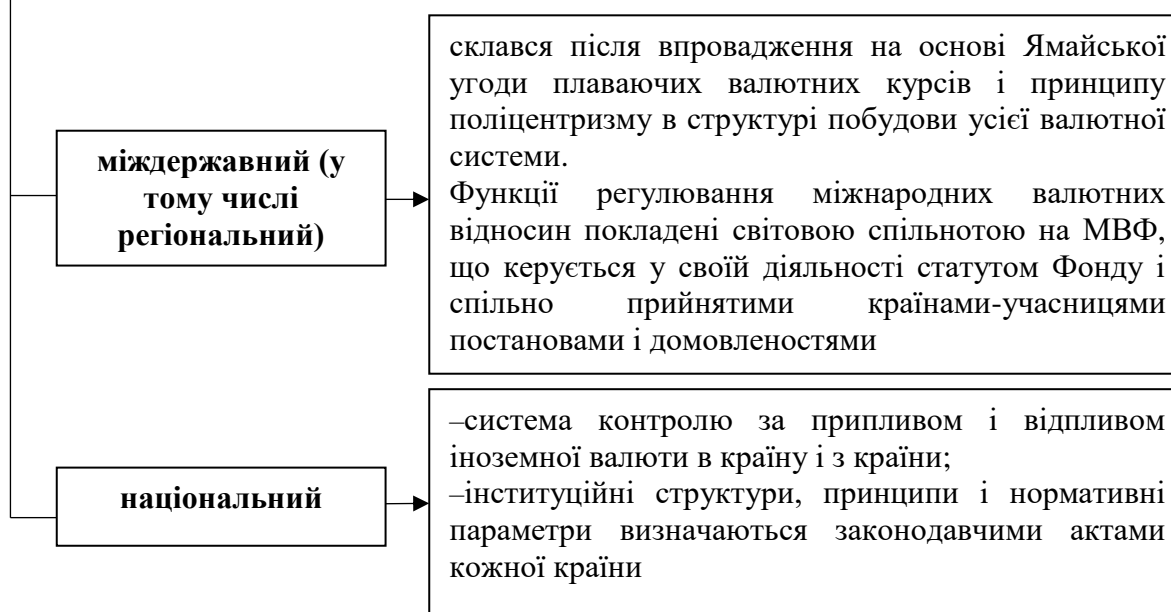 міждержавний (у
тому числі
регіональний)
склався після впровадження на основі Ямайської
угоди плаваючих валютних курсів і принципу
поліцентризму в структурі побудови усієї валютної
системи.
Функції регулювання міжнародних валютних
відносин покладені світовою спільнотою на МВФ,
що керується у своїй діяльності статутом Фонду і
спільно прийнятими країнами-учасницями
постановами і домовленостями
національний
–система контролю за припливом і відпливом
іноземної валюти в країну і з країни;
–інституційні структури, принципи і нормативні
параметри визначаються законодавчими актами
кожної країни